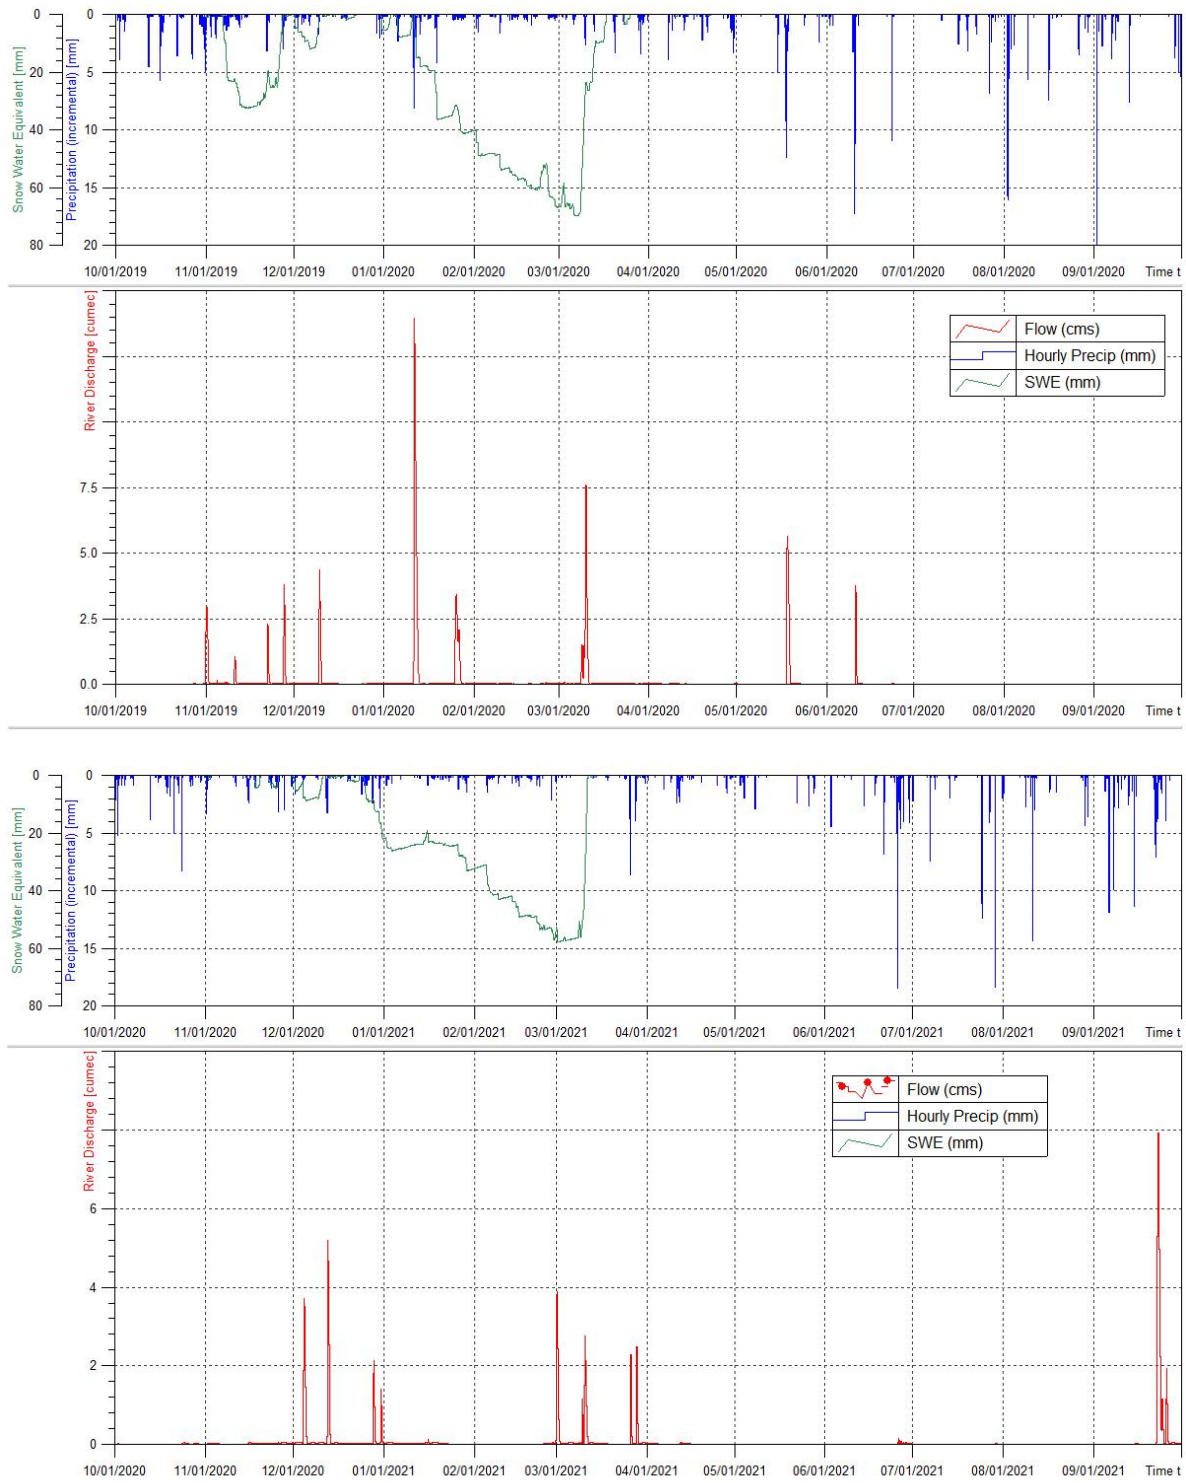 0 0
20 5
40 10
60 15
80 20
Snow Water Equivalent [mm]
Precipitation (incremental) [mm]
10/01/2019 11/01/2019 12/01/2019 01/01/2020 02/01/2020 03/01/2020 04/01/2020 05/01/2020 06/01/2020 07/01/2020 08/01/2020 09/01/2020 Time t
River Discharge [cumec]
Flow (cms)
Hourly Precip (mm)
SWE (mm)
7.5
5.0
2.5
0.0
10/01/2019 11/01/2019 12/01/2019 01/01/2020 02/01/2020 03/01/2020 04/01/2020 05/01/2020 06/01/2020 07/01/2020 08/01/2020 09/01/2020 Time t
0 0
20 5
40 10
60 15
80 20
Snow Water Equivalent [mm]
Precipitation (incremental) [mm]
10/01/2020 11/01/2020 12/01/2020 01/01/2021 02/01/2021 03/01/2021 04/01/2021 05/01/2021 06/01/2021 07/01/2021 08/01/2021 09/01/2021 Time t
River Discharge [cumec]
Flow (cms)
Hourly Precip (mm)
SWE (mm)
6
4
2
0
10/01/2020 11/01/2020 12/01/2020 01/01/2021 02/01/2021 03/01/2021 04/01/2021 05/01/2021 06/01/2021 07/01/2021 08/01/2021 09/01/2021 Time t